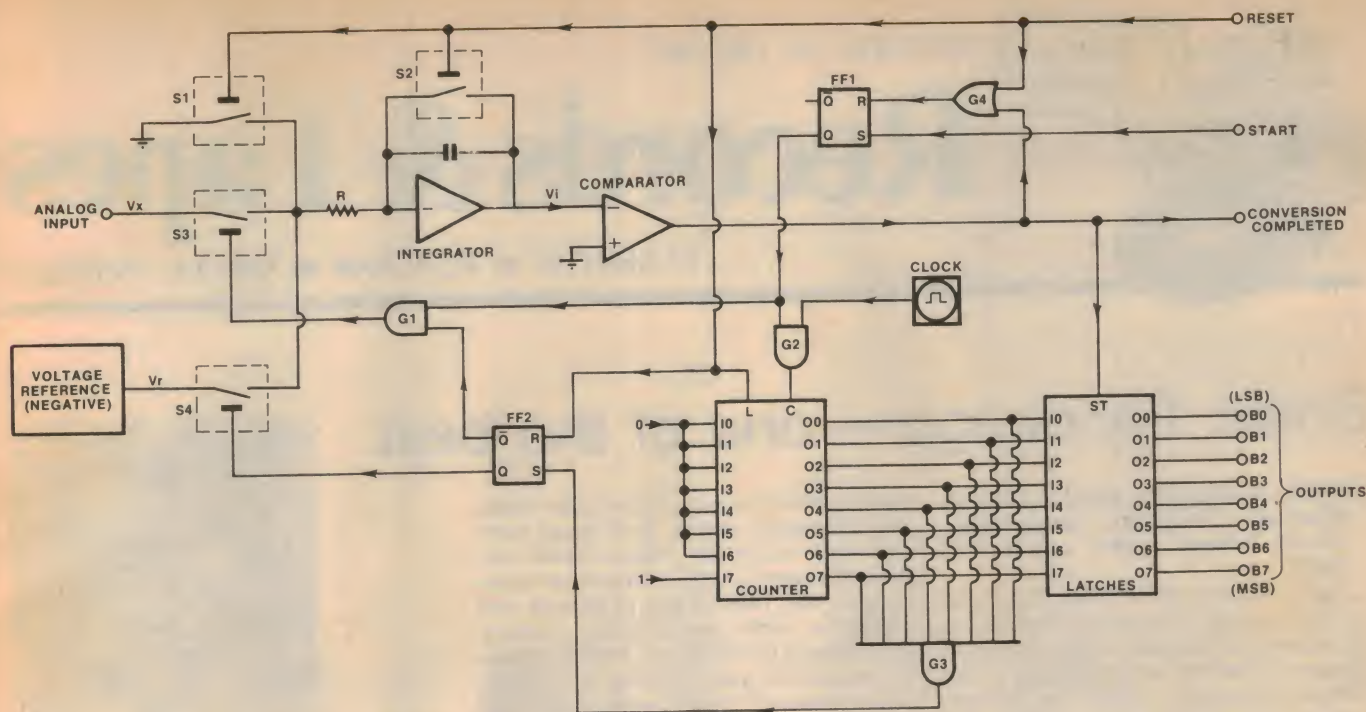 RESET
S1
S2
FF1
Q̅ R
G4
Q S
START
ANALOG
INPUT
Vx
S3
R
INTEGRATOR
Vi
COMPARATOR
CONVERSION
COMPLETED
CLOCK
G1
G2
VOLTAGE
REFERENCE
(NEGATIVE)
Vr
S4
FF2
Q̅ R
Q S
L C
0
1
I0 O0
I1 O1
I2 O2
I3 O3
I4 O4
I5 O5
I6 O6
I7 O7
COUNTER
ST
I0 O0
I1 O1
I2 O2
I3 O3
I4 O4
I5 O5
I6 O6
I7 O7
LATCHES
(LSB)
B0
B1
B2
B3
B4
B5
B6
B7
(MSB)
OUTPUTS
G3